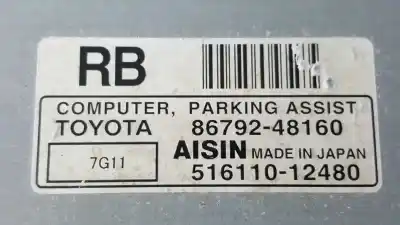 RB
COMPUTER, PARKING ASSIST
TOYOTA 86792-48160
7G11
AISIN MADE IN JAPAN
516110-12480